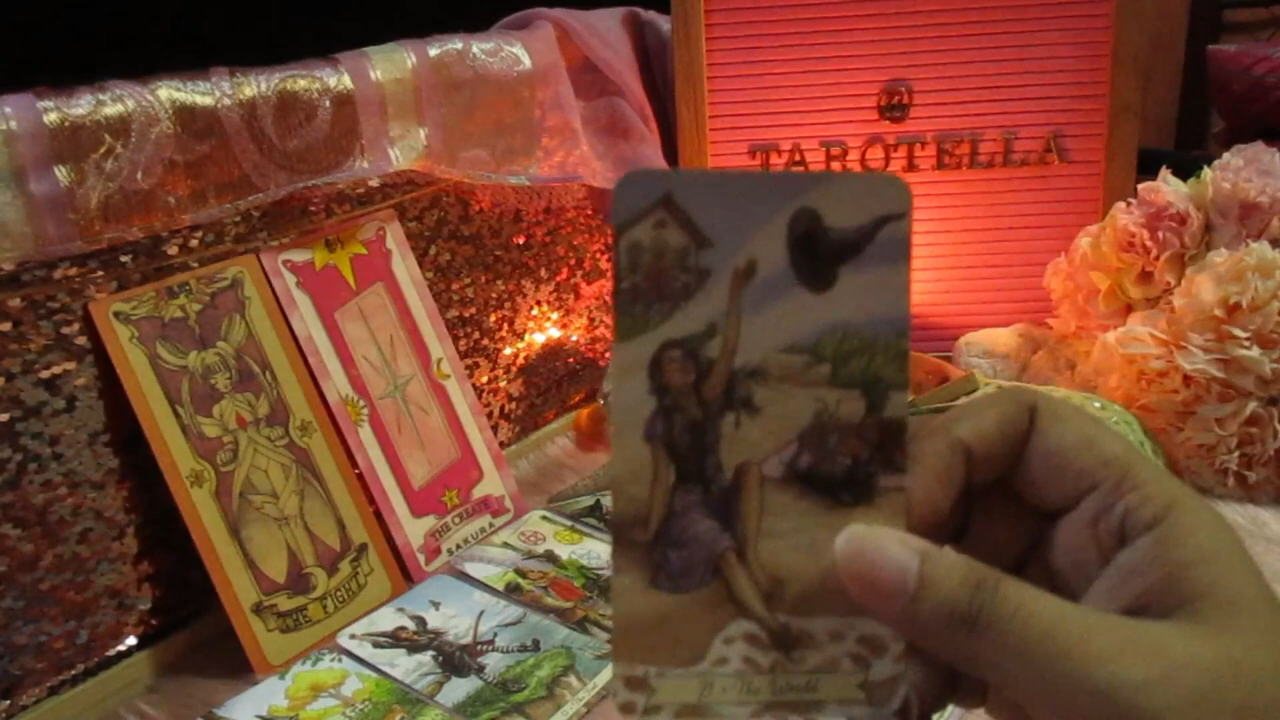 TAROTELLA
THE FIGHT
THE CREATE
SAKURA
The World